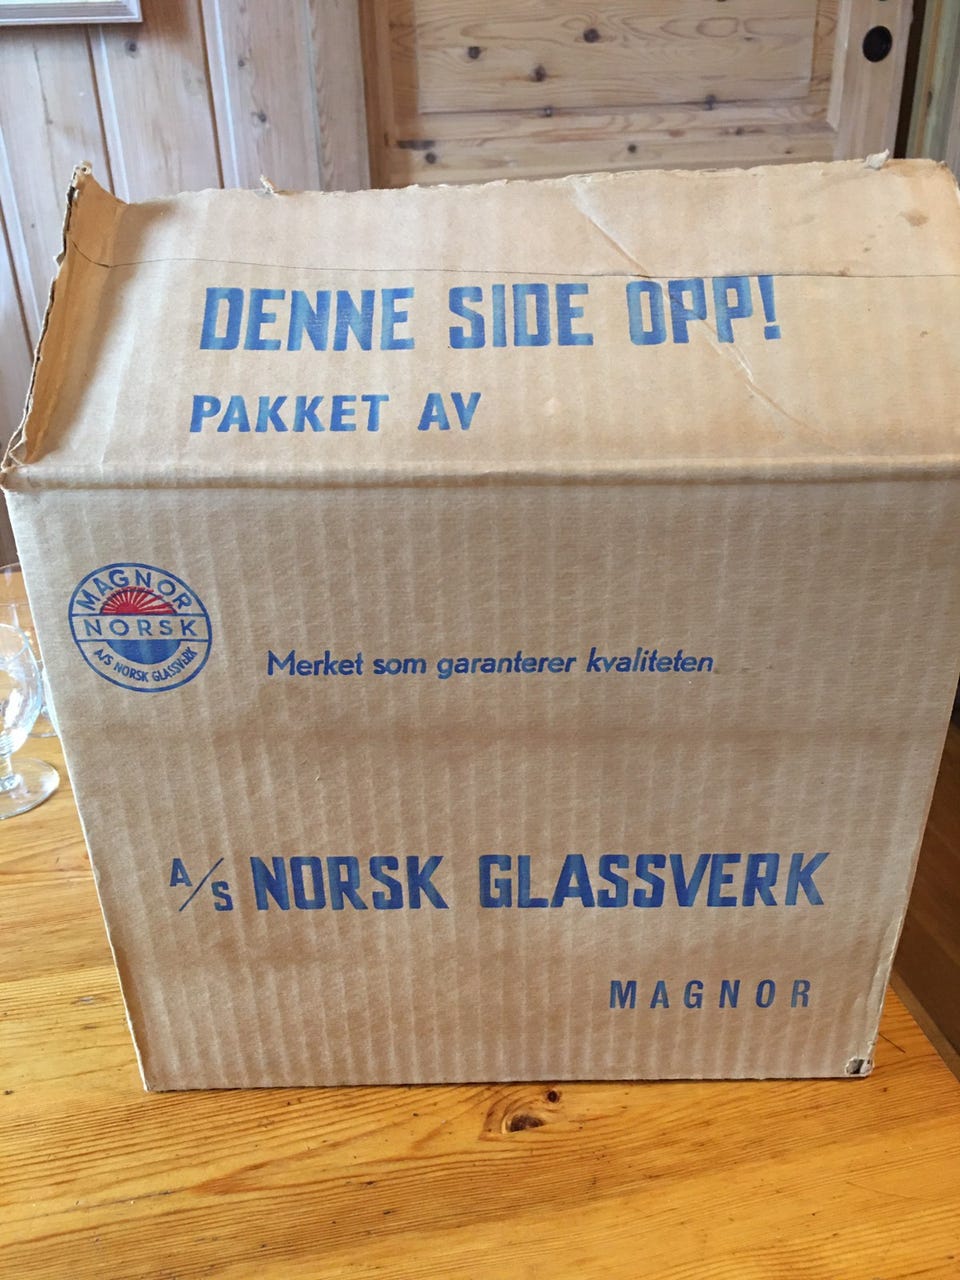 DENNE SIDE OPP!
PAKKET AV
MAGNOR
NORSK
A/S NORSK GLASSVERK
Merket som garanterer kvaliteten
A/S NORSK GLASSVERK
MAGNOR